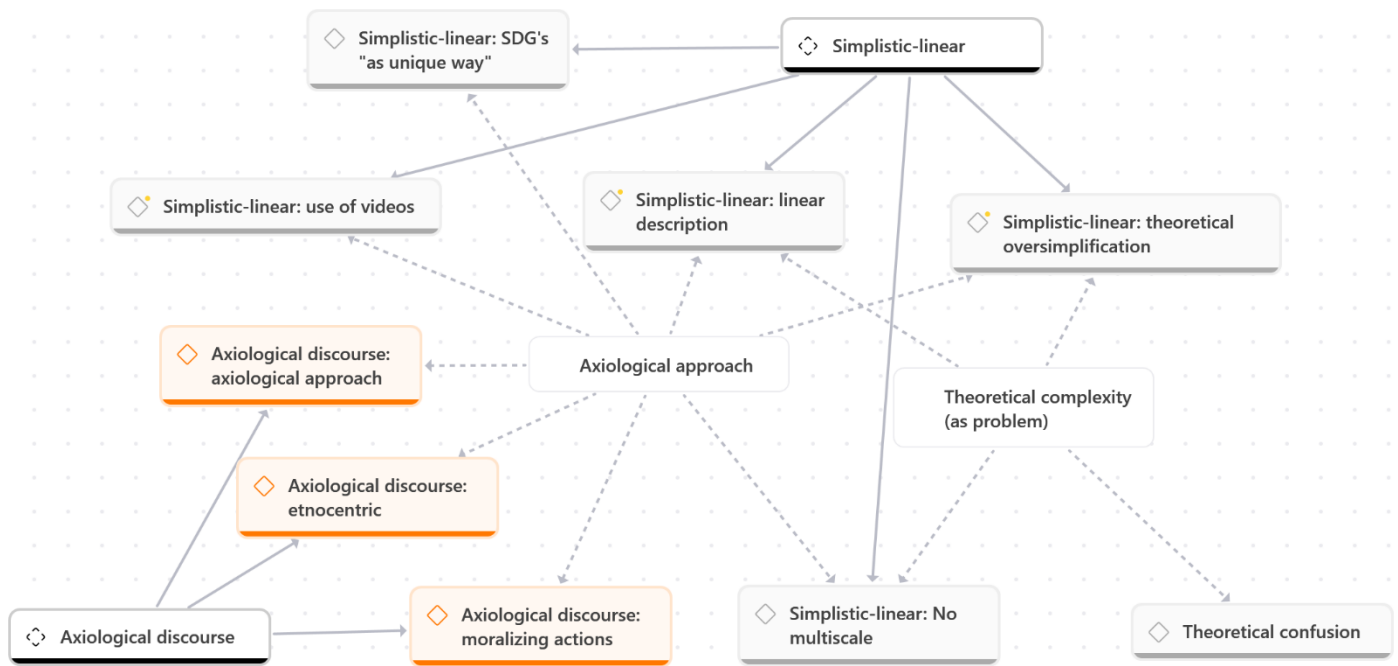 Simplistic-linear: SDG's
"as unique way"
Simplistic-linear
Simplistic-linear: use of videos
Simplistic-linear: linear
description
Simplistic-linear: theoretical
oversimplification
Axiological discourse:
axiological approach
Axiological approach
Theoretical complexity
(as problem)
Axiological discourse:
etnocentric
Axiological discourse
Axiological discourse:
moralizing actions
Simplistic-linear: No
multiscale
Theoretical confusion